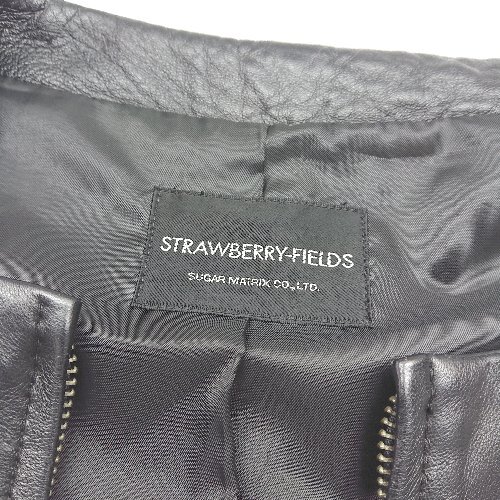 STRAWBERRY-FIELDS
SUGAR MATRIX CO.,LTD.